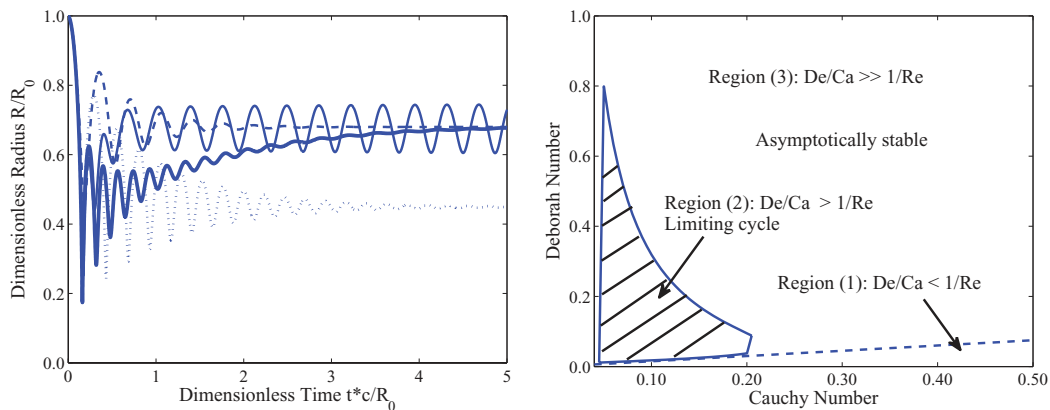 1.0
0.8
0.6
0.4
0.2
0.0
0
1
2
3
4
5
Dimensionless Radius R/R0
Dimensionless Time t*c/R0
1.0
0.8
0.6
0.4
0.2
0.0
0.10
0.20
0.30
0.40
0.50
Deborah Number
Cauchy Number
Region (3): De/Ca >> 1/Re
Asymptotically stable
Region (2): De/Ca > 1/Re
Limiting cycle
Region (1): De/Ca < 1/Re